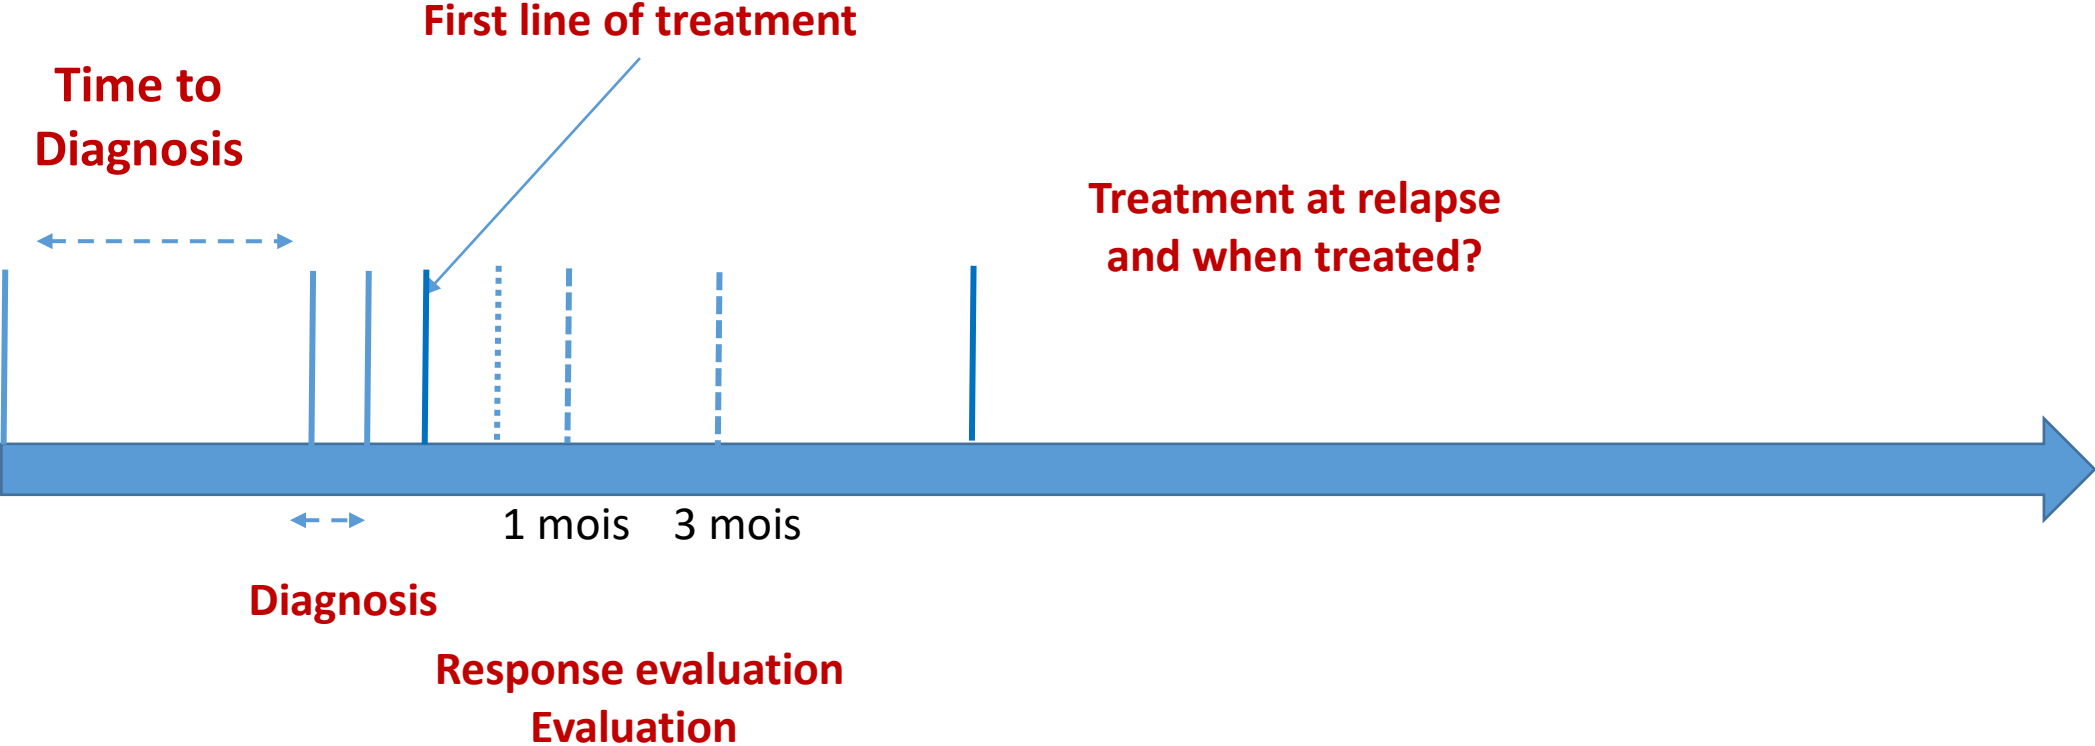 First line of treatment
Time to
Diagnosis
Treatment at relapse
and when treated?
1 mois
3 mois
Diagnosis
Response evaluation
Evaluation